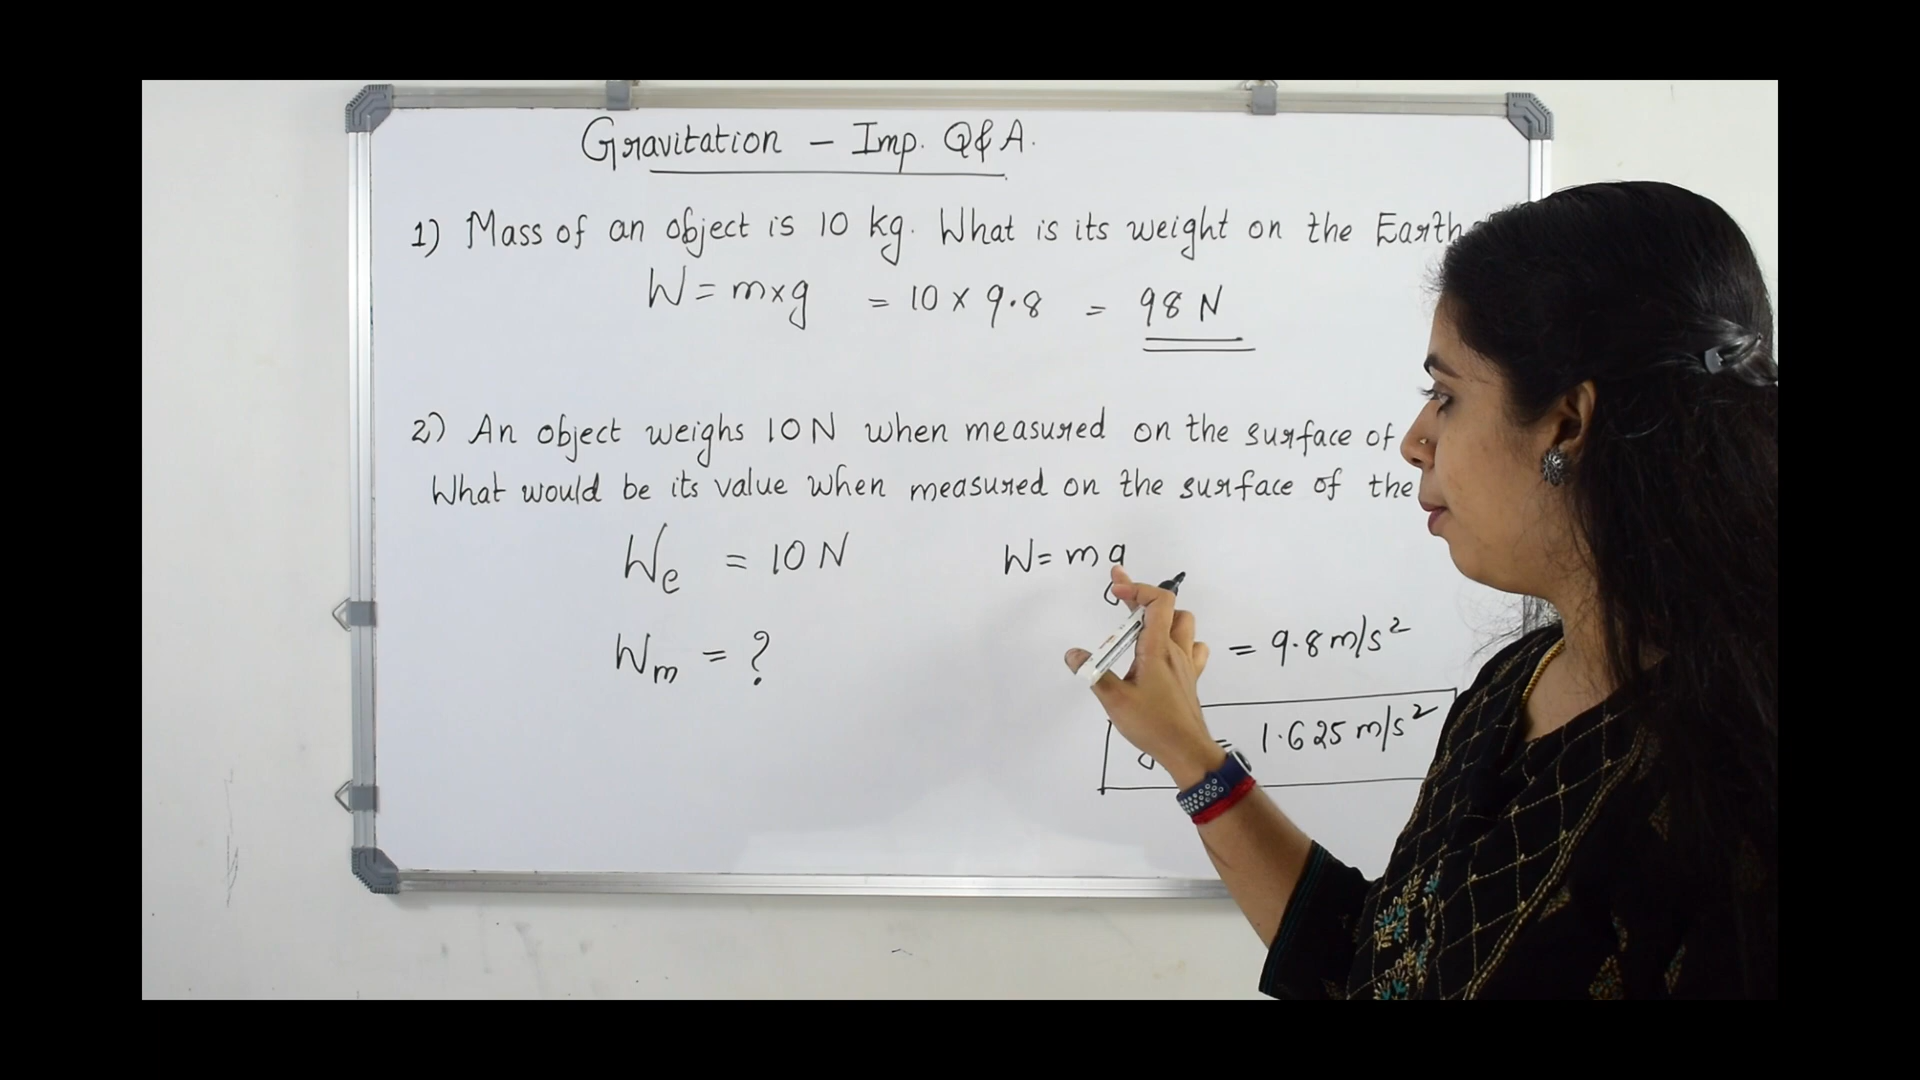 Gravitation – Imp. Q&A.
1) Mass of an object is 10 kg. What is its weight on the Earth
W = m×g = 10 × 9.8 = 98 N
2) An object weighs 10N when measured on the surface of
What would be its value when measured on the surface of the
We = 10 N W = mg
= 9.8 m/s²
Wm = ?
= 1.625 m/s²